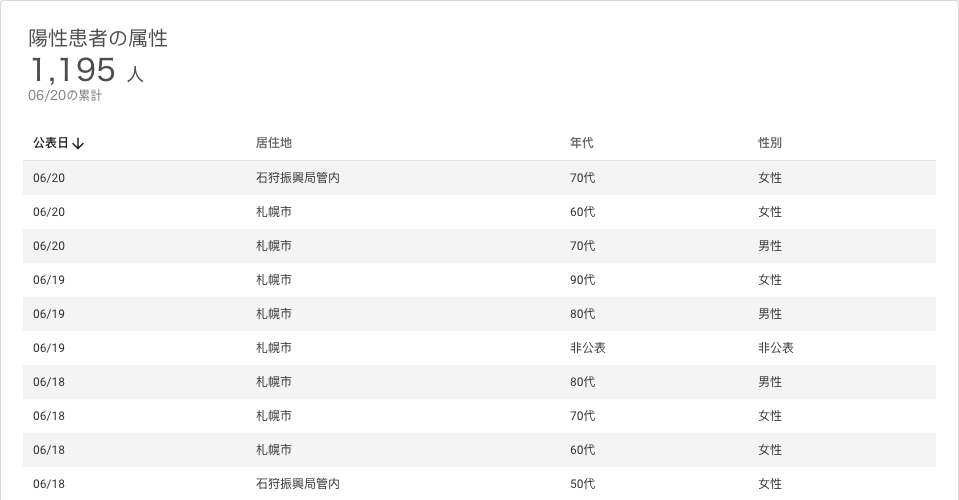 陽性患者の属性
1,195 人
06/20の累計
公表日↓ 居住地 年代 性別
06/20 石狩振興局管内 70代 女性
06/20 札幌市 60代 女性
06/20 札幌市 70代 男性
06/19 札幌市 90代 女性
06/19 札幌市 80代 男性
06/19 札幌市 非公表 非公表
06/18 札幌市 80代 男性
06/18 札幌市 70代 女性
06/18 札幌市 60代 女性
06/18 石狩振興局管内 50代 女性